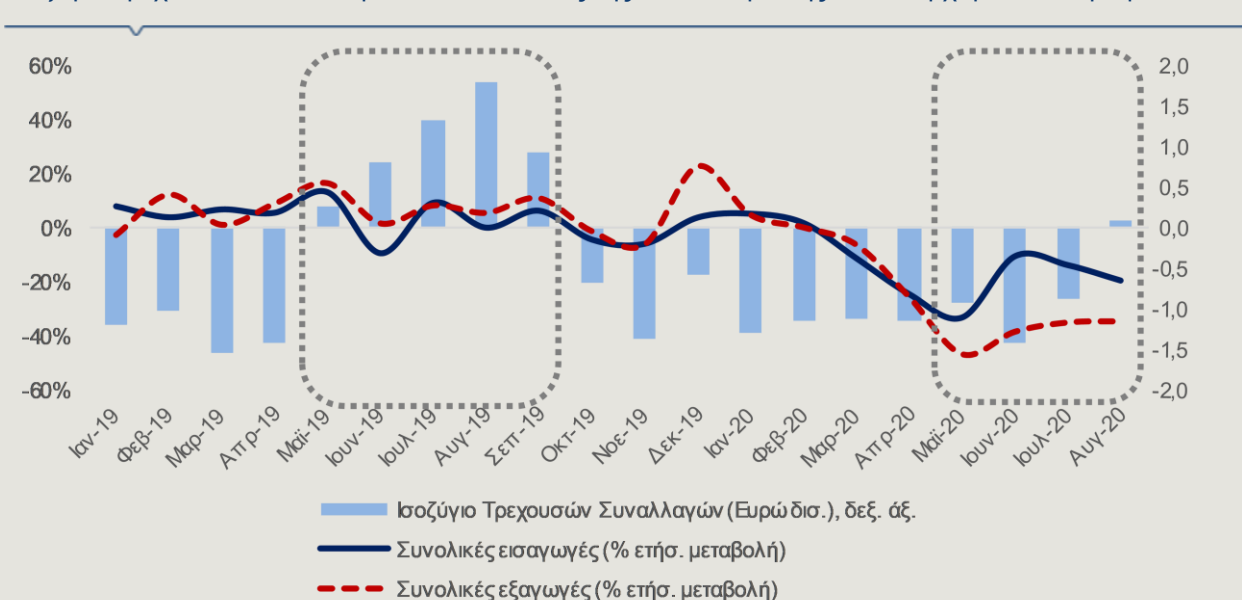 60%
40%
20%
0%
-20%
-40%
-60%
2,0
1,5
1,0
0,5
0,0
-0,5
-1,0
-1,5
-2,0
Ιαν-19
Φεβ-19
Μαρ-19
Απρ-19
Μαϊ-19
Ιουν-19
Ιουλ-19
Αυγ-19
Σεπ-19
Οκτ-19
Νοε-19
Δεκ-19
Ιαν-20
Φεβ-20
Μαρ-20
Απρ-20
Μαϊ-20
Ιουν-20
Ιουλ-20
Αυγ-20
Ισοζύγιο Τρεχουσών Συναλλαγών (Ευρώ δισ.), δεξ. άξ.
Συνολικές εισαγωγές (% ετήσ. μεταβολή)
Συνολικές εξαγωγές (% ετήσ. μεταβολή)